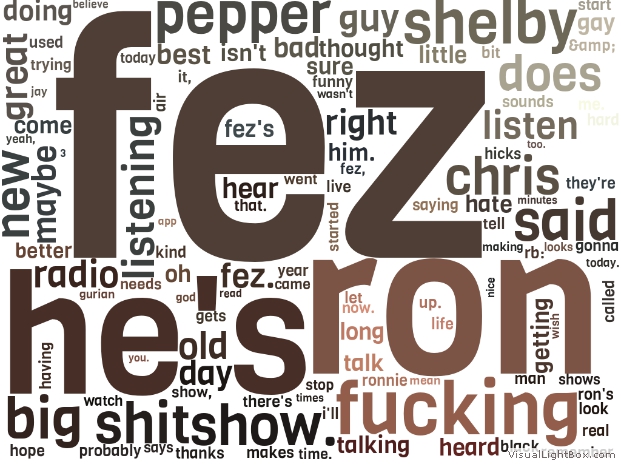 doing
believe
pepper
guy
shelby
start
gay
&amp;
great
used
trying
jay
today
best
isn't
bad
thought
little
bit
it,
sure
funny
wasn't
does
sounds
me.
hard
come
yeah,
air
fez
fez's
right
listen
too.
new
maybe
3
listening
him.
fez,
hicks
chris
they're
hear
went
live
that.
app
started
saying
hate
minutes
tell
said
better
kind
making
rb:
looks
gonna
today.
radio
needs
oh
fez.
year
came
gurian
god
read
he's
gets
ron
let
now.
up.
life
long
talk
nice
getting
wish
called
having
you.
old
day
ronnie
mean
man
shows
show,
stop
ron's
look
big
watch
shitshow.
there's
times
i'll
fucking
real
hope
probably
says
thanks
makes
time.
talking
heard
black
remember
VisualLightBox.com